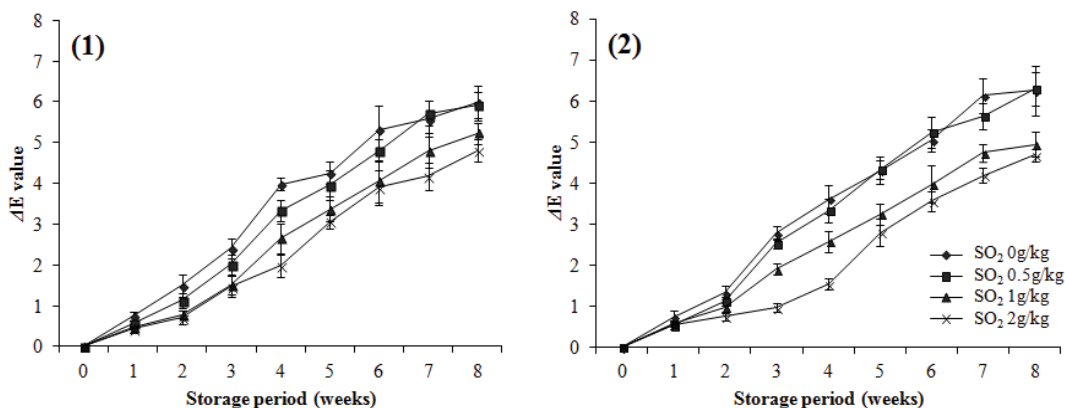 (1)
8
7
6
5
4
3
2
1
0
ΔE value
0 1 2 3 4 5 6 7 8
Storage period (weeks)
(2)
8
7
6
5
4
3
2
1
0
ΔE value
SO₂ 0g/kg
SO₂ 0.5g/kg
SO₂ 1g/kg
SO₂ 2g/kg
0 1 2 3 4 5 6 7 8
Storage period (weeks)